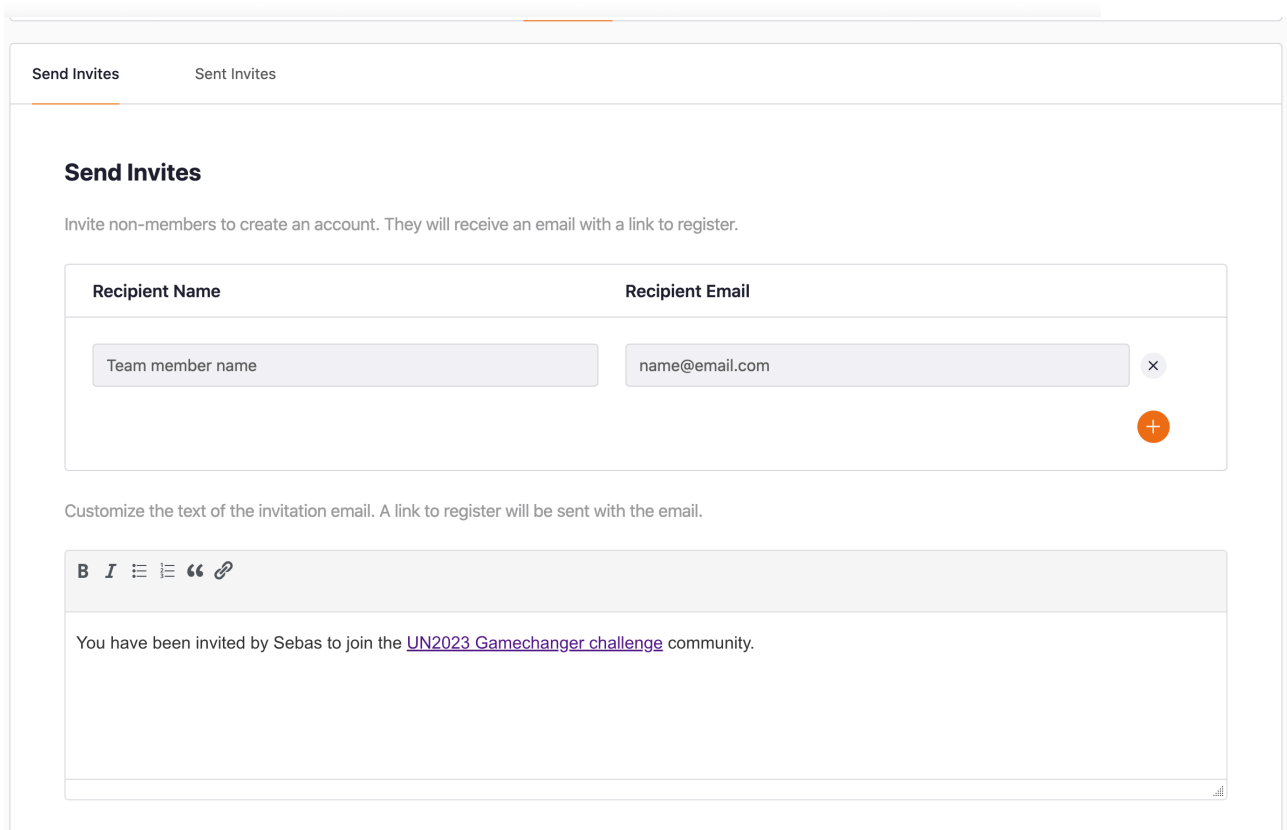 Send Invites Sent Invites
Send Invites
Invite non-members to create an account. They will receive an email with a link to register.
Recipient Name Recipient Email
Team member name name@email.com
Customize the text of the invitation email. A link to register will be sent with the email.
You have been invited by Sebas to join the UN2023 Gamechanger challenge community.